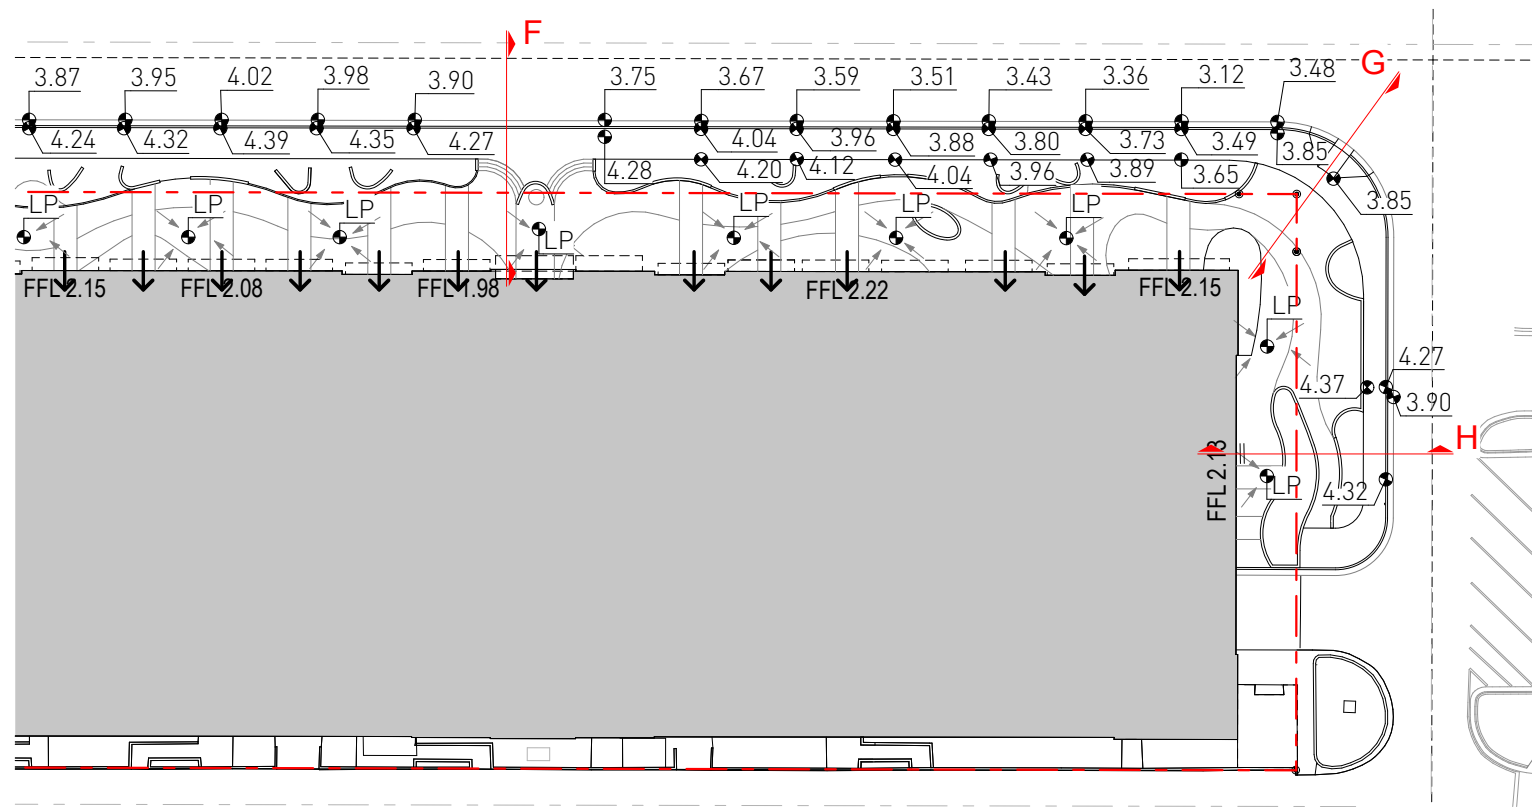 F
G
3.87 3.95 4.02 3.98 3.90 3.75 3.67 3.59 3.51 3.43 3.36 3.12 3.48
4.24 4.32 4.39 4.35 4.27 4.04 3.96 3.88 3.80 3.73 3.49 3.85
4.28 4.20 4.12 4.04 3.96 3.89 3.65
3.85
LP LP LP LP LP LP
LP
FFL 2.15 FFL 2.08 FFL 1.98 FFL 2.22 FFL 2.15
LP
4.27
4.37
3.90
H
FFL 2.18
LP
4.32